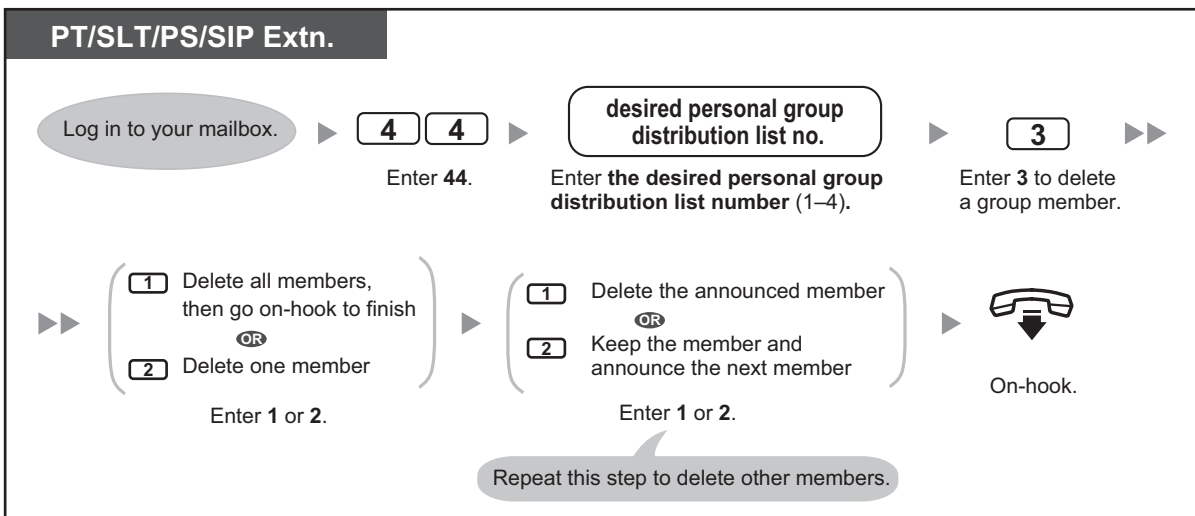 PT/SLT/PS/SIP Extn.
Log in to your mailbox.
4 4
Enter 44.
desired personal group
distribution list no.
Enter the desired personal group
distribution list number (1–4).
3
Enter 3 to delete
a group member.
1 Delete all members,
then go on-hook to finish
OR
2 Delete one member
Enter 1 or 2.
1 Delete the announced member
OR
2 Keep the member and
announce the next member
Enter 1 or 2.
Repeat this step to delete other members.
On-hook.